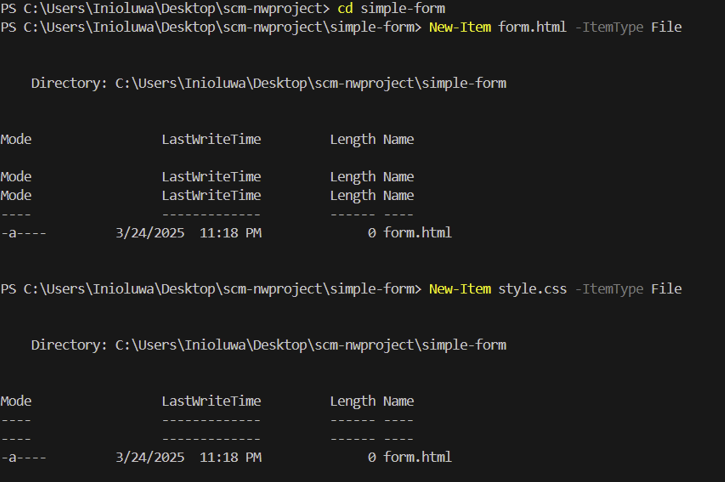 PS C:\Users\Inioluwa\Desktop\scm-nwproject> cd simple-form
PS C:\Users\Inioluwa\Desktop\scm-nwproject\simple-form> New-Item form.html -ItemType File
Directory: C:\Users\Inioluwa\Desktop\scm-nwproject\simple-form
Mode                 LastWriteTime         Length Name
Mode                 LastWriteTime         Length Name
Mode                 LastWriteTime         Length Name
----                 -------------         ------ ----
-a----         3/24/2025  11:18 PM              0 form.html
PS C:\Users\Inioluwa\Desktop\scm-nwproject\simple-form> New-Item style.css -ItemType File
Directory: C:\Users\Inioluwa\Desktop\scm-nwproject\simple-form
Mode                 LastWriteTime         Length Name
----                 -------------         ------ ----
----                 -------------         ------ ----
-a----         3/24/2025  11:18 PM              0 form.html